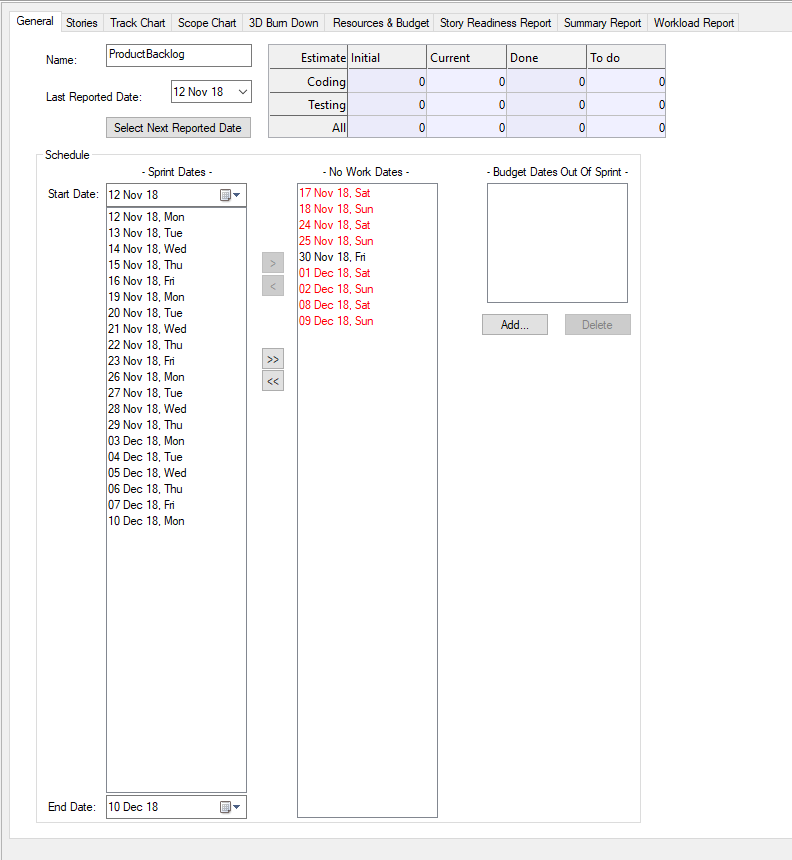 General Stories Track Chart Scope Chart 3D Burn Down Resources & Budget Story Readiness Report Summary Report Workload Report
Name: ProductBacklog
Last Reported Date: 12 Nov 18
Select Next Reported Date
Estimate Initial Current Done To do
Coding 0 0 0 0
Testing 0 0 0 0
All 0 0 0 0
Schedule
- Sprint Dates -
Start Date: 12 Nov 18
12 Nov 18, Mon
13 Nov 18, Tue
14 Nov 18, Wed
15 Nov 18, Thu
16 Nov 18, Fri
19 Nov 18, Mon
20 Nov 18, Tue
21 Nov 18, Wed
22 Nov 18, Thu
23 Nov 18, Fri
26 Nov 18, Mon
27 Nov 18, Tue
28 Nov 18, Wed
29 Nov 18, Thu
03 Dec 18, Mon
04 Dec 18, Tue
05 Dec 18, Wed
06 Dec 18, Thu
07 Dec 18, Fri
10 Dec 18, Mon
End Date: 10 Dec 18
>
<
>>
<<
- No Work Dates -
17 Nov 18, Sat
18 Nov 18, Sun
24 Nov 18, Sat
25 Nov 18, Sun
30 Nov 18, Fri
01 Dec 18, Sat
02 Dec 18, Sun
08 Dec 18, Sat
09 Dec 18, Sun
- Budget Dates Out Of Sprint -
Add... Delete